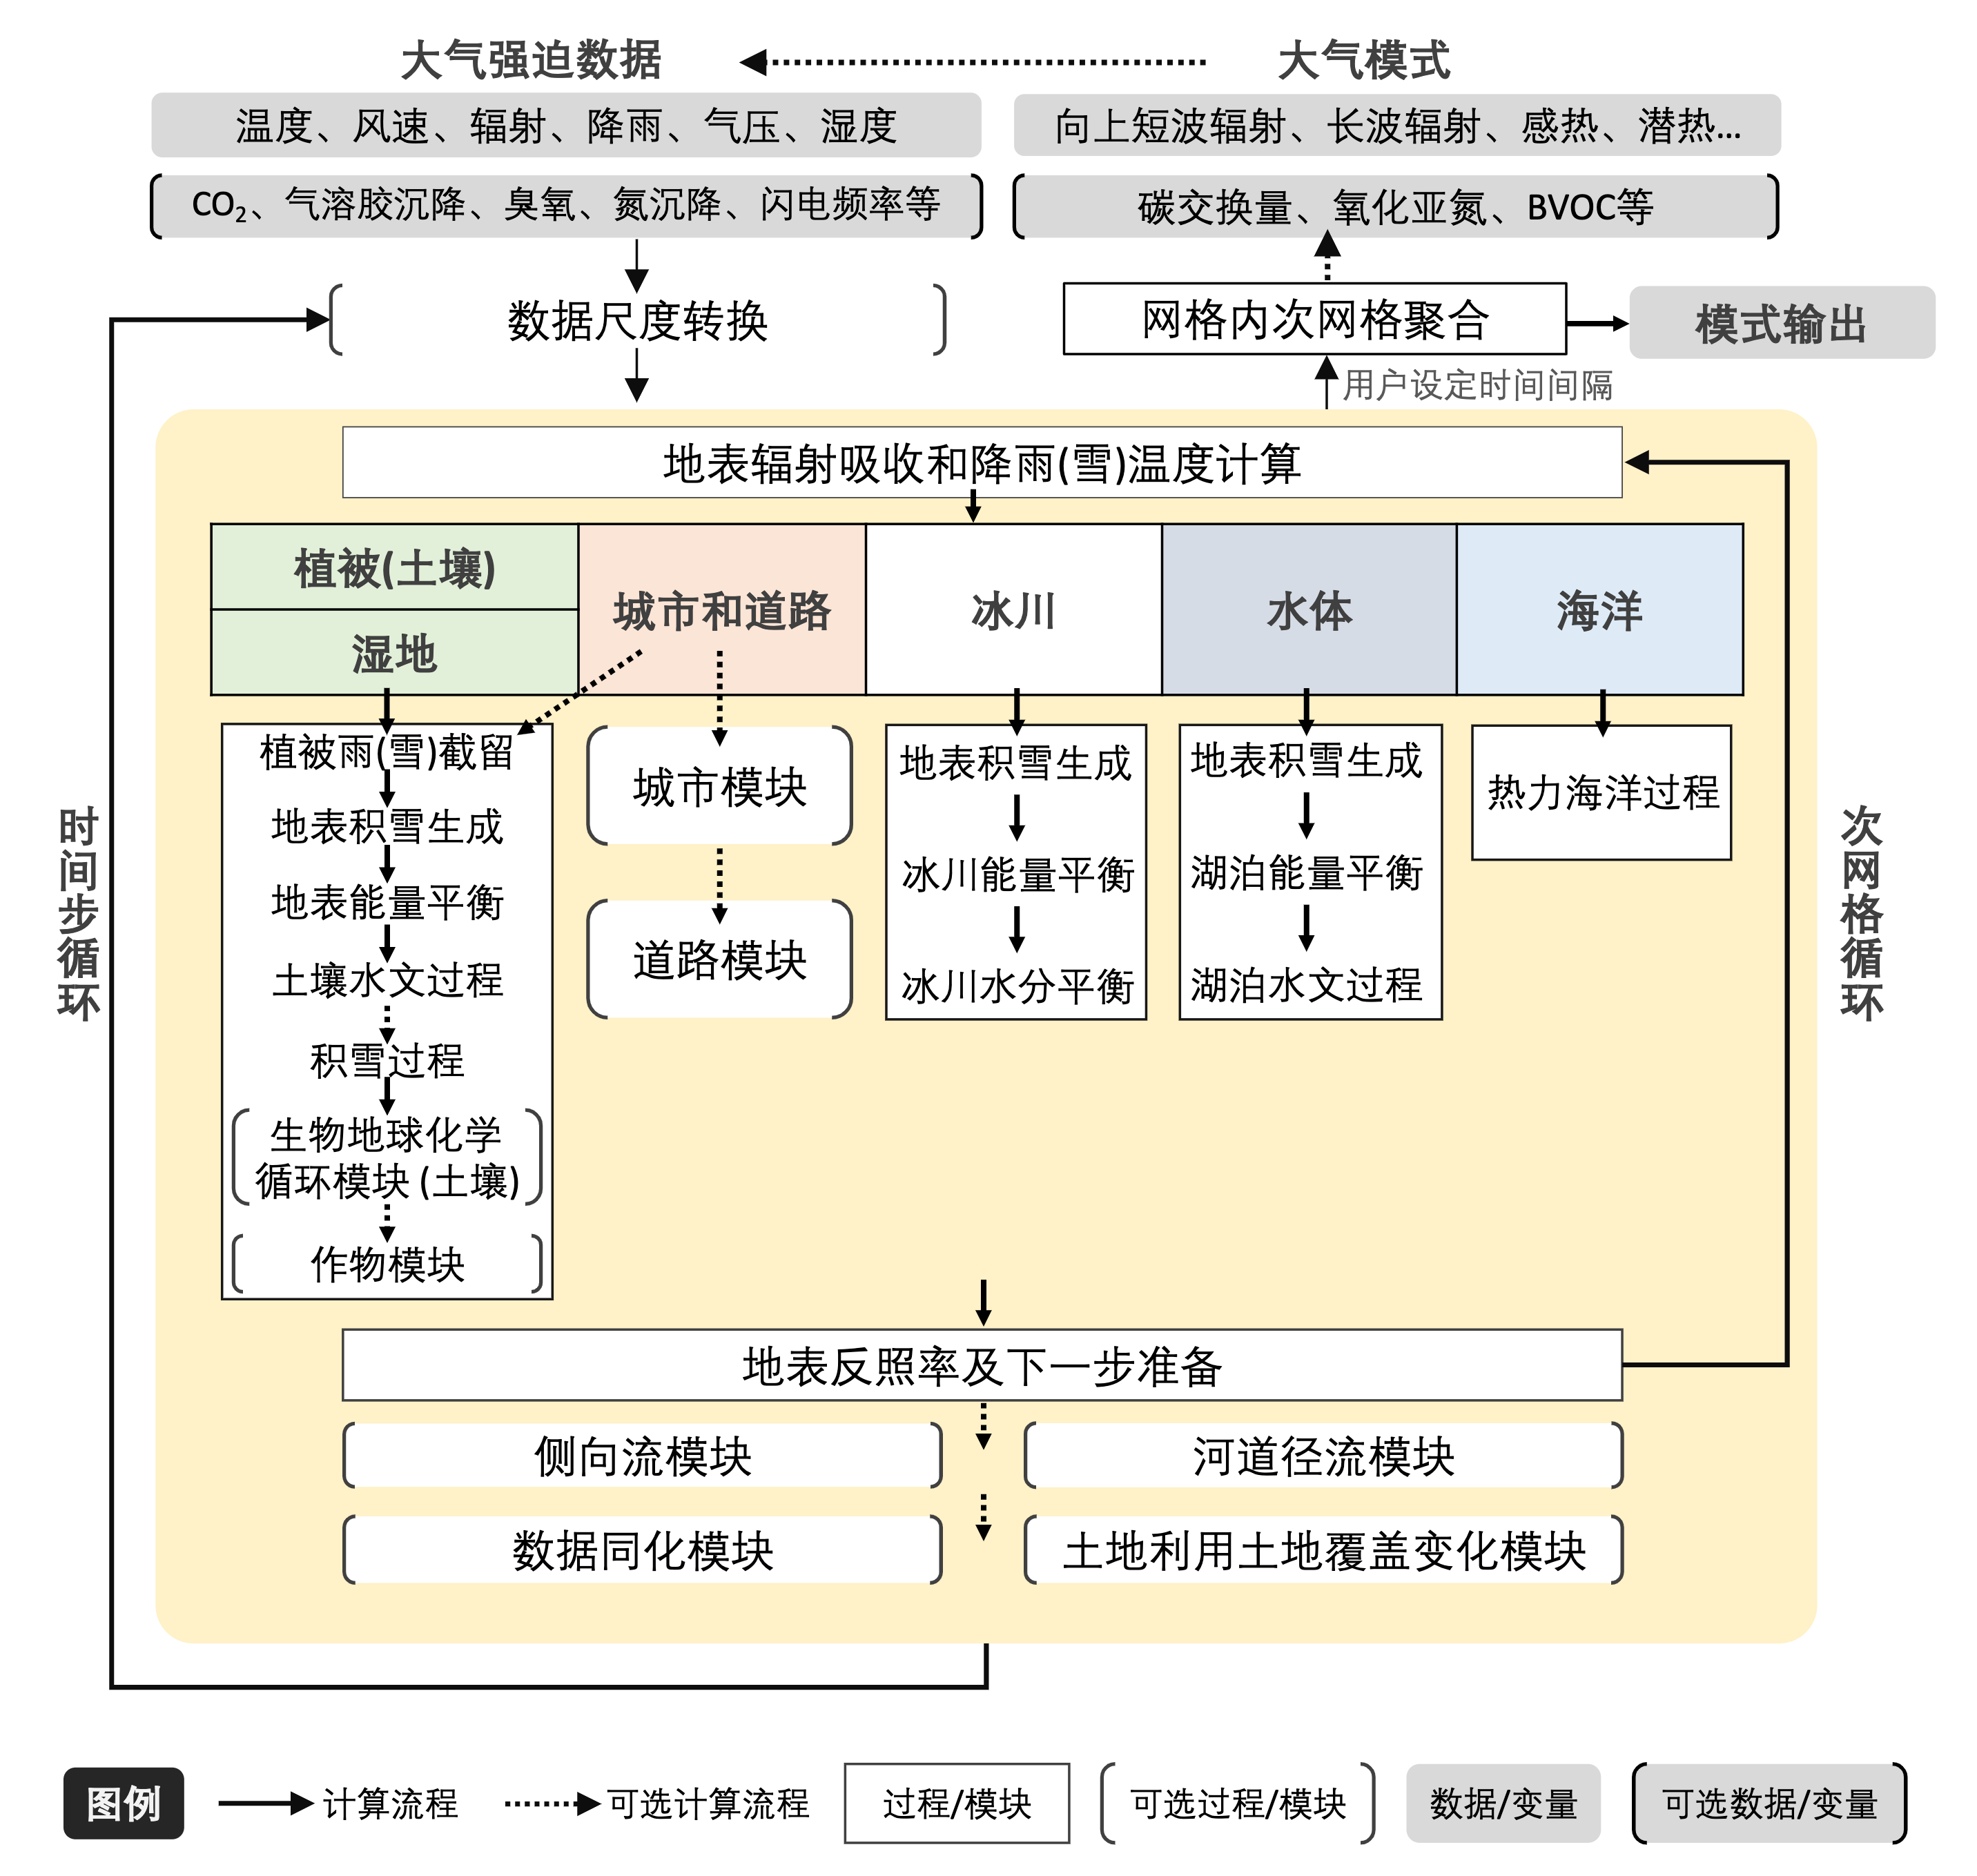 大气强迫数据
大气模式
温度、风速、辐射、降雨、气压、湿度
向上短波辐射、长波辐射、感热、潜热...
CO₂、气溶胶沉降、臭氧、氮沉降、闪电频率等
碳交换量、氧化亚氮、BVOC等
数据尺度转换
网格内次网格聚合
模式输出
用户设定时间间隔
地表辐射吸收和降雨(雪)温度计算
植被(土壤)
湿地
城市和道路
冰川
水体
海洋
植被雨(雪)截留
地表积雪生成
地表能量平衡
土壤水文过程
积雪过程
生物地球化学
循环模块 (土壤)
作物模块
城市模块
道路模块
地表积雪生成
冰川能量平衡
冰川水分平衡
地表积雪生成
湖泊能量平衡
湖泊水文过程
热力海洋过程
时间步循环
次网格循环
地表反照率及下一步准备
侧向流模块
河道径流模块
数据同化模块
土地利用土地覆盖变化模块
图例
计算流程
可选计算流程
过程/模块
可选过程/模块
数据/变量
可选数据/变量